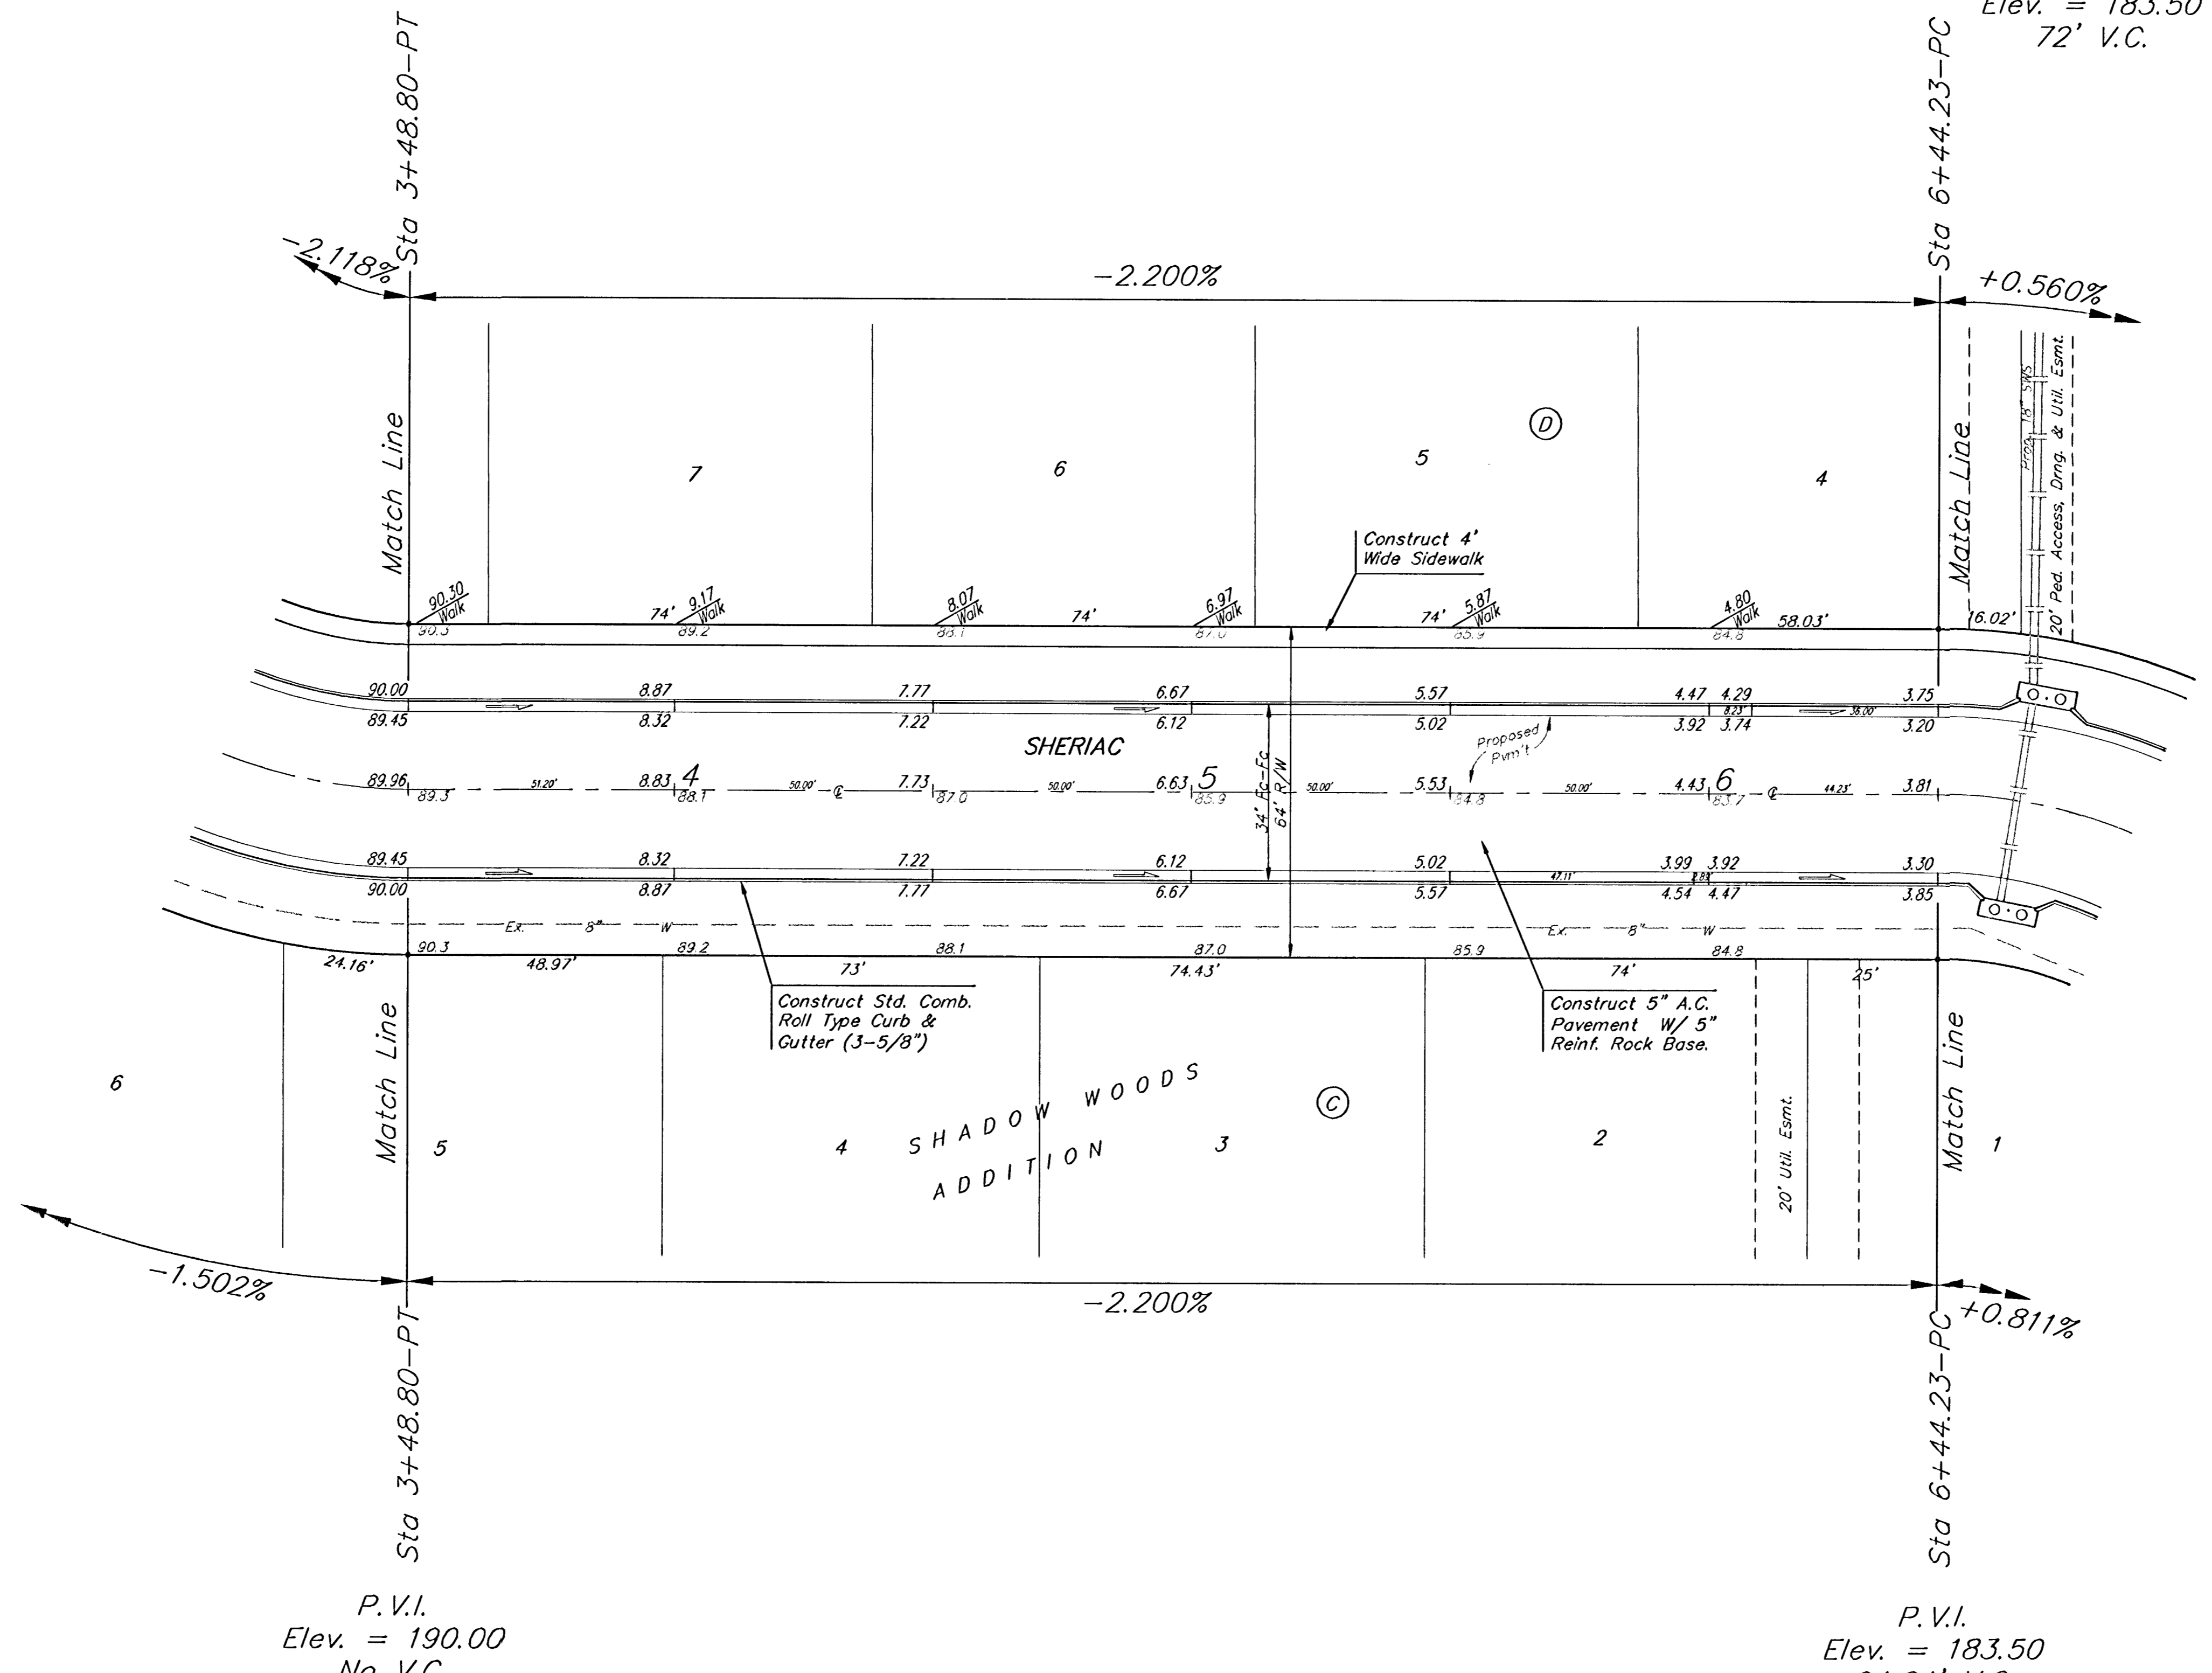 Elev. = 183.50
72' V.C.
Sta 3+48.80-PT
Sta 6+44.23-PC
-2.118%
-2.200%
+0.560%
Match Line
Match Line
7
6
5
D
4
Prop. 18" SWS
20' Ped. Access, Drng. & Util. Esmt.
Construct 4'
Wide Sidewalk
90.30
Walk
74'
9.17
Walk
8.07
Walk
74'
6.97
Walk
74'
5.87
Walk
4.80
Walk
58.03'
16.02'
90.3
89.2
88.1
87.0
85.9
84.8
90.00
8.87
7.77
6.67
5.57
4.47
4.29
3.75
8.23'
36.00'
89.45
8.32
7.22
6.12
5.02
3.92
3.74
3.20
SHERIAC
Proposed
Pvm't
89.96
51.20'
8.83
4
50.00'
℄
7.73
50.00'
6.63
5
50.00'
5.53
50.00'
4.43
6
℄
44.23'
3.81
89.3
88.1
87.0
85.9
84.8
83.7
34' Fc-Fc
64' R/W
89.45
8.32
7.22
6.12
5.02
3.99
3.92
3.30
47.11'
2.89'
90.00
8.87
7.77
6.67
5.57
4.54
4.47
3.85
Ex. 8" W
Ex. 8" W
90.3
89.2
88.1
87.0
85.9
84.8
24.16'
48.97'
73'
74.43'
74'
25'
Construct Std. Comb.
Roll Type Curb &
Gutter (3-5/8")
Construct 5" A.C.
Pavement W/ 5"
Reinf. Rock Base.
Match Line
Match Line
6
5
4
SHADOW WOODS
ADDITION
3
C
2
20' Util. Esmt.
1
-1.502%
-2.200%
+0.811%
Sta 3+48.80-PT
Sta 6+44.23-PC
P.V.I.
Elev. = 190.00
No V.C.
P.V.I.
Elev. = 183.50